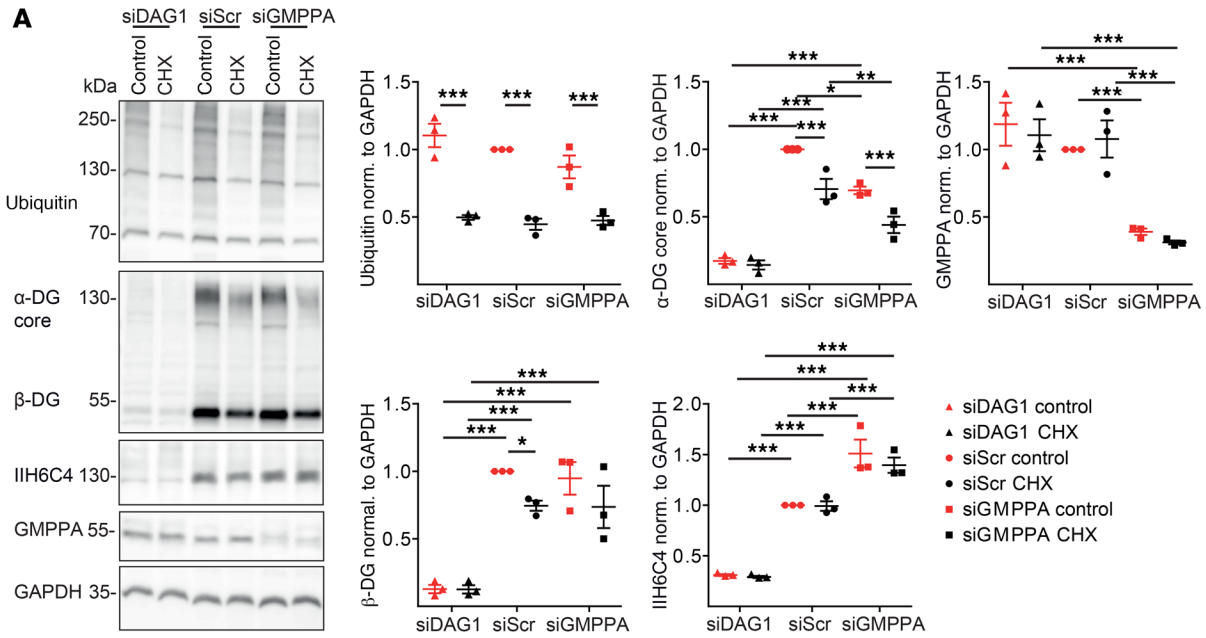 A
siDAG1 siScr siGMPPA
Control CHX Control CHX Control CHX
kDa
250-
130-
Ubiquitin
70-
α-DG 130-
core
β-DG 55-
IIH6C4 130-
GMPPA 55-
GAPDH 35-
Ubiquitin norm. to GAPDH
1.5
1.0
0.5
*** *** ***
siDAG1 siScr siGMPPA
α-DG core norm. to GAPDH
1.5
1.0
0.5
***
**
*
***
***
***
***
siDAG1 siScr siGMPPA
GMPPA norm. to GAPDH
1.5
1.0
0.5
***
***
***
***
siDAG1 siScr siGMPPA
β-DG normal. to GAPDH
1.5
1.0
0.5
***
***
***
***
*
siDAG1 siScr siGMPPA
IIH6C4 norm. to GAPDH
2.0
1.5
1.0
0.5
***
***
***
***
***
***
siDAG1 siScr siGMPPA
siDAG1 control
siDAG1 CHX
siScr control
siScr CHX
siGMPPA control
siGMPPA CHX